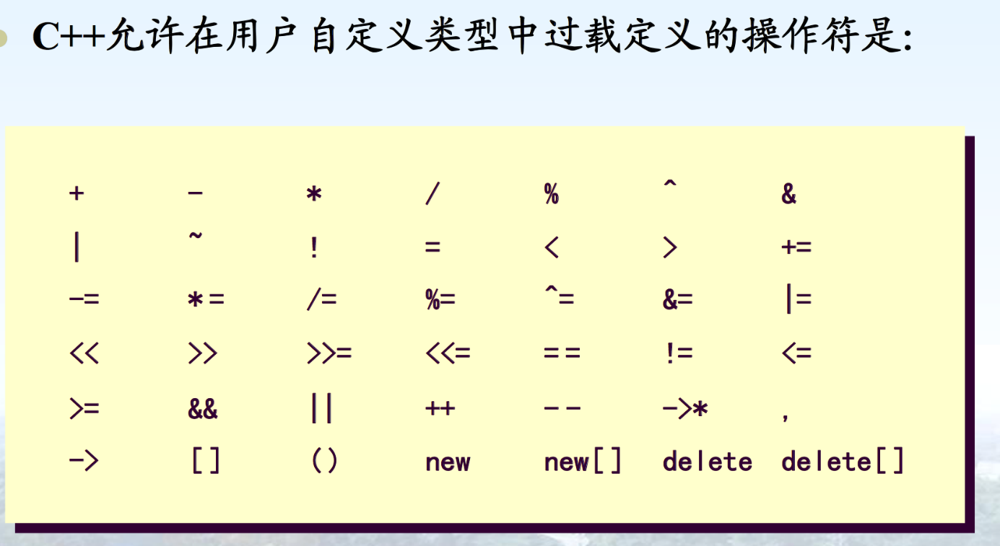 C++允许在用户自定义类型中过载定义的操作符是:
+ - * / % ^ &
| ~ ! = < > +=
-= *= /= %= ^= &= |=
<< >> >>= <<= == != <=
>= && || ++ -- ->* ,
-> [] () new new[] delete delete[]